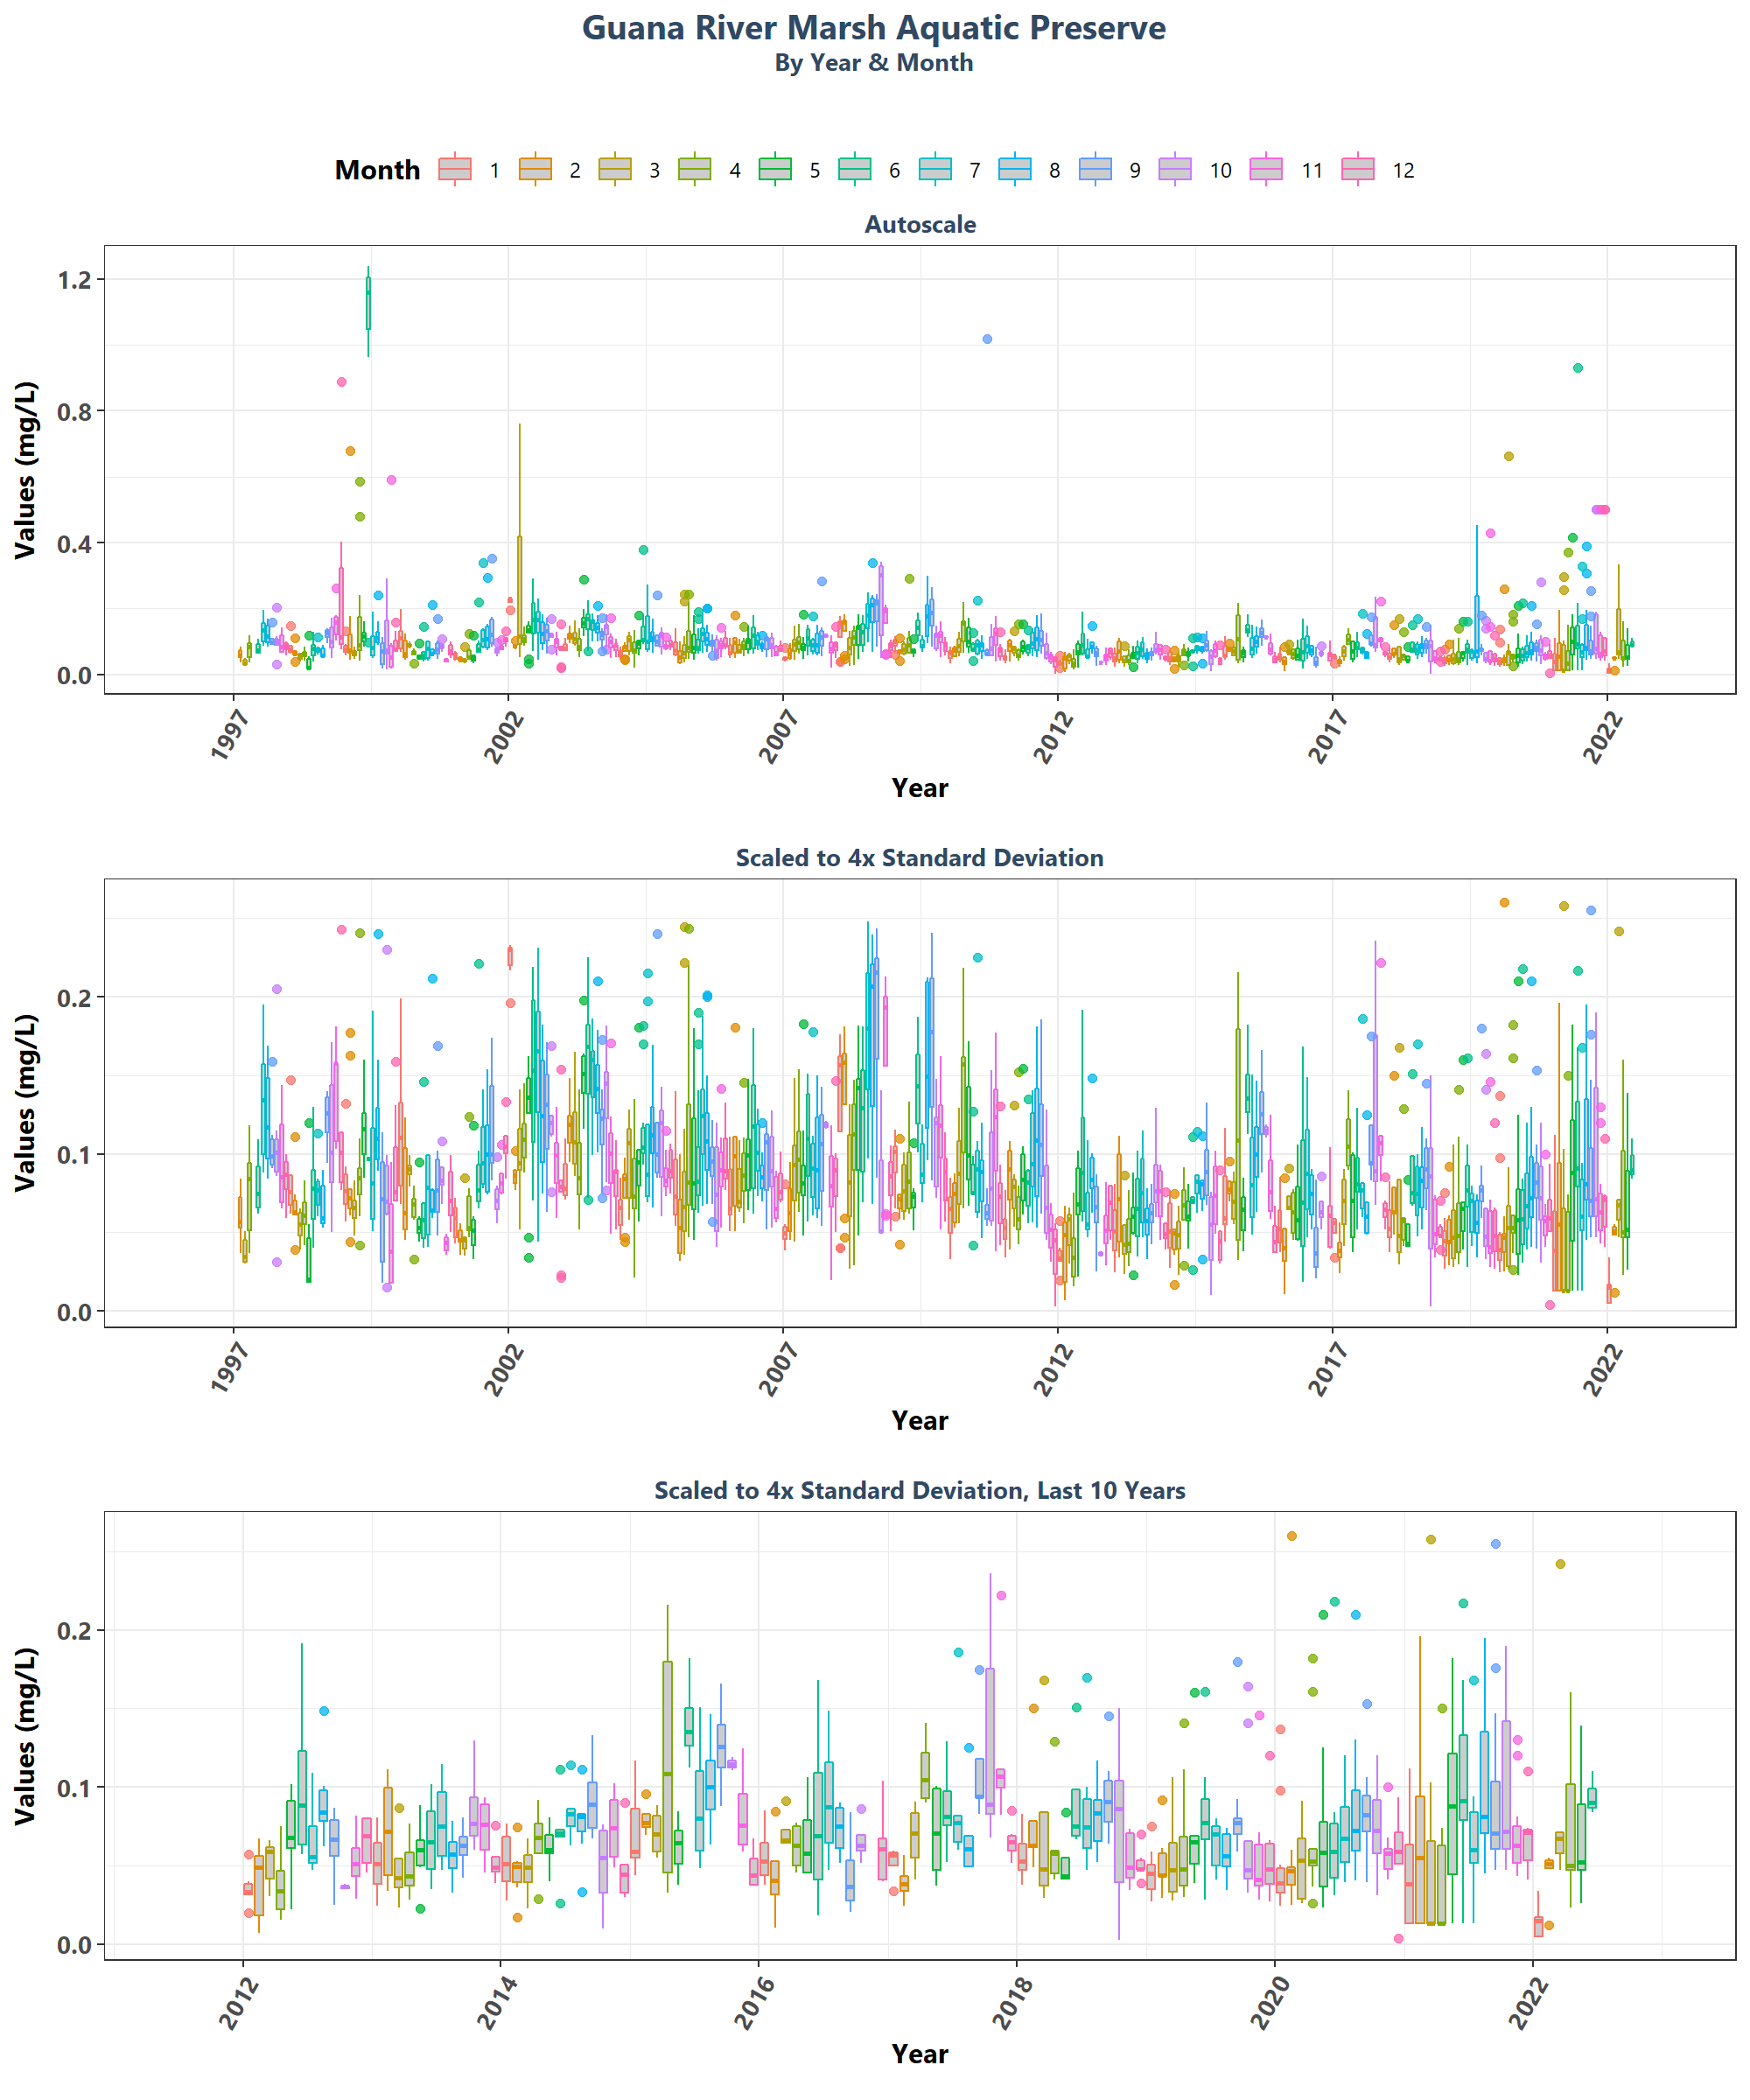 Guana River Marsh Aquatic Preserve
By Year & Month
Month 1 2 3 4 5 6 7 8 9 10 11 12
Autoscale
Values (mg/L)
1.2
0.8
0.4
0.0
1997 2002 2007 2012 2017 2022
Year
Scaled to 4x Standard Deviation
Values (mg/L)
0.2
0.1
0.0
1997 2002 2007 2012 2017 2022
Year
Scaled to 4x Standard Deviation, Last 10 Years
Values (mg/L)
0.2
0.1
0.0
2012 2014 2016 2018 2020 2022
Year